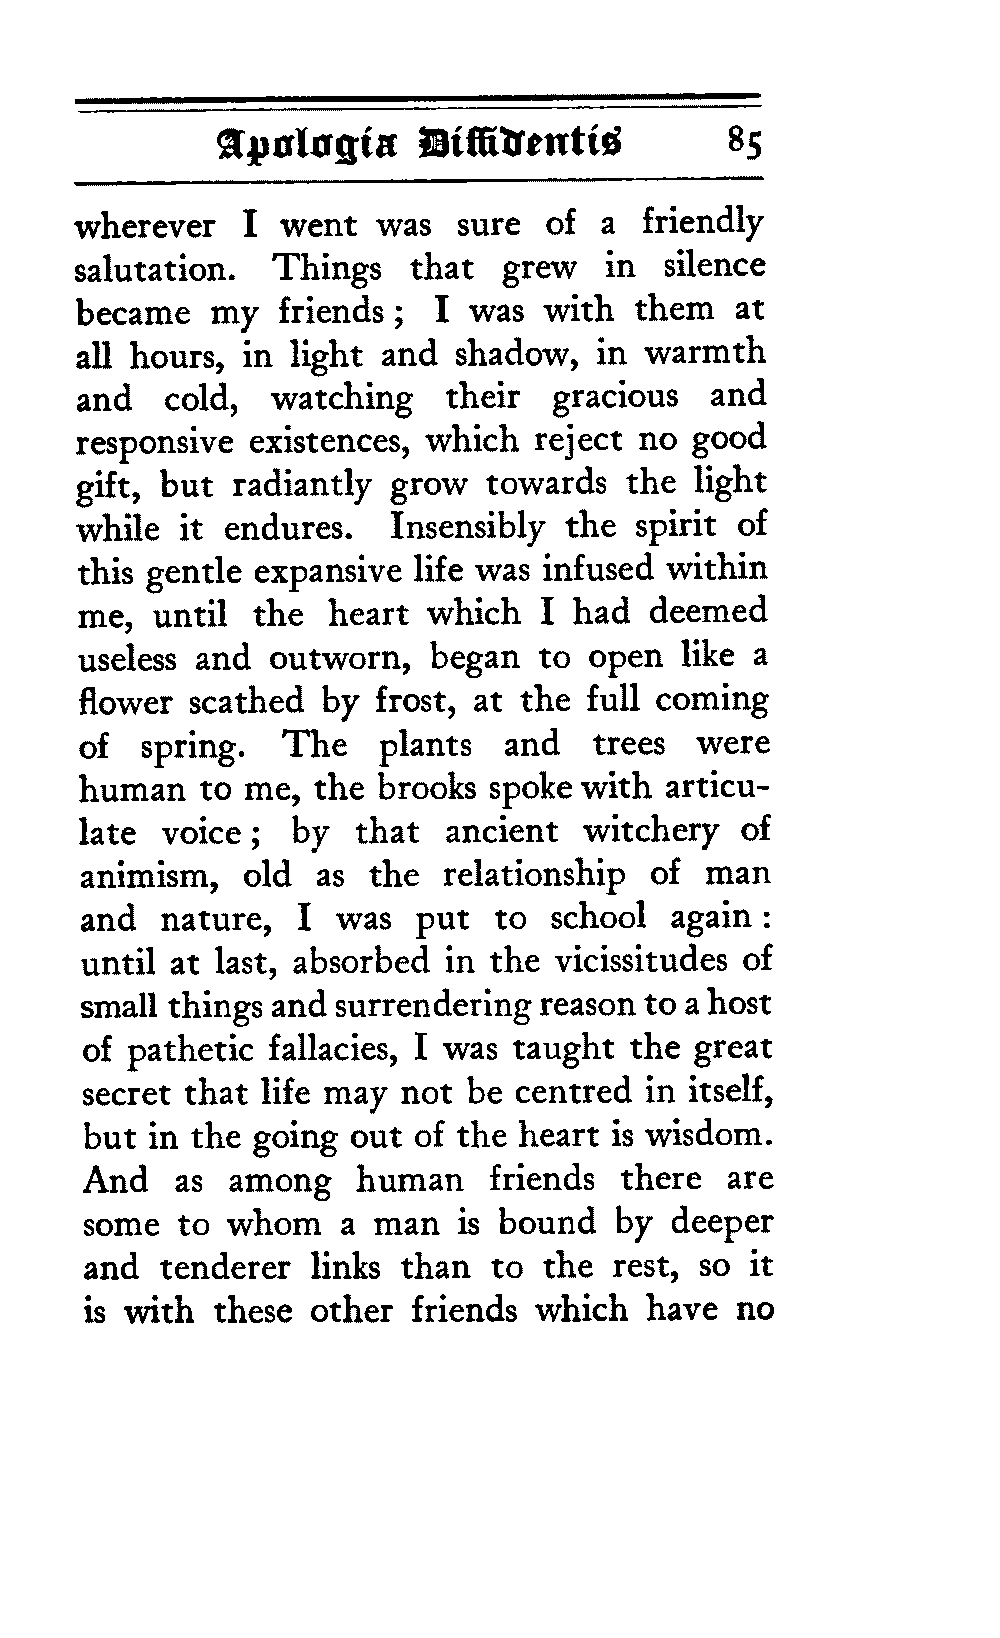 Apologia Diffidentis 85
wherever I went was sure of a friendly
salutation. Things that grew in silence
became my friends ; I was with them at
all hours, in light and shadow, in warmth
and cold, watching their gracious and
responsive existences, which reject no good
gift, but radiantly grow towards the light
while it endures. Insensibly the spirit of
this gentle expansive life was infused within
me, until the heart which I had deemed
useless and outworn, began to open like a
flower scathed by frost, at the full coming
of spring. The plants and trees were
human to me, the brooks spoke with articu-
late voice ; by that ancient witchery of
animism, old as the relationship of man
and nature, I was put to school again :
until at last, absorbed in the vicissitudes of
small things and surrendering reason to a host
of pathetic fallacies, I was taught the great
secret that life may not be centred in itself,
but in the going out of the heart is wisdom.
And as among human friends there are
some to whom a man is bound by deeper
and tenderer links than to the rest, so it
is with these other friends which have no